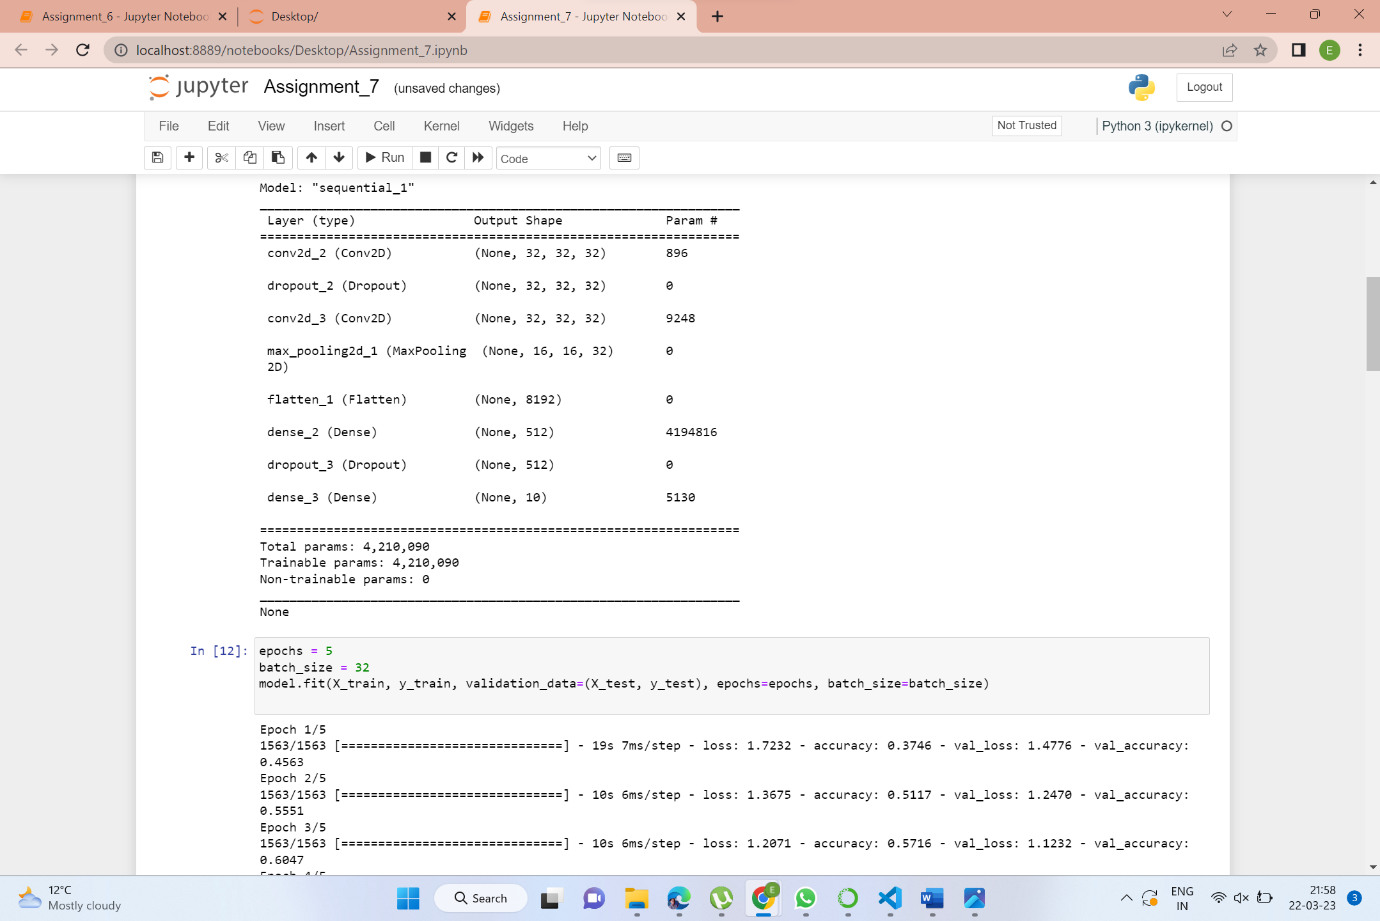 Assignment_6 - Jupyter Noteboo
Desktop/
Assignment_7 - Jupyter Noteboo
localhost:8889/notebooks/Desktop/Assignment_7.ipynb
E
jupyter Assignment_7 (unsaved changes)
Logout
File Edit View Insert Cell Kernel Widgets Help
Not Trusted
Python 3 (ipykernel)
Run
Code
Model: "sequential_1"
_________________________________________________________________
Layer (type) Output Shape Param #
=================================================================
conv2d_2 (Conv2D) (None, 32, 32, 32) 896
dropout_2 (Dropout) (None, 32, 32, 32) 0
conv2d_3 (Conv2D) (None, 32, 32, 32) 9248
max_pooling2d_1 (MaxPooling (None, 16, 16, 32) 0
2D)
flatten_1 (Flatten) (None, 8192) 0
dense_2 (Dense) (None, 512) 4194816
dropout_3 (Dropout) (None, 512) 0
dense_3 (Dense) (None, 10) 5130
=================================================================
Total params: 4,210,090
Trainable params: 4,210,090
Non-trainable params: 0
_________________________________________________________________
None
In [12]: epochs = 5
batch_size = 32
model.fit(X_train, y_train, validation_data=(X_test, y_test), epochs=epochs, batch_size=batch_size)
Epoch 1/5
1563/1563 [==============================] - 19s 7ms/step - loss: 1.7232 - accuracy: 0.3746 - val_loss: 1.4776 - val_accuracy:
0.4563
Epoch 2/5
1563/1563 [==============================] - 10s 6ms/step - loss: 1.3675 - accuracy: 0.5117 - val_loss: 1.2470 - val_accuracy:
0.5551
Epoch 3/5
1563/1563 [==============================] - 10s 6ms/step - loss: 1.2071 - accuracy: 0.5716 - val_loss: 1.1232 - val_accuracy:
0.6047
12°C
Mostly cloudy
Search
E
W
ENG
IN
21:58
22-03-23
3